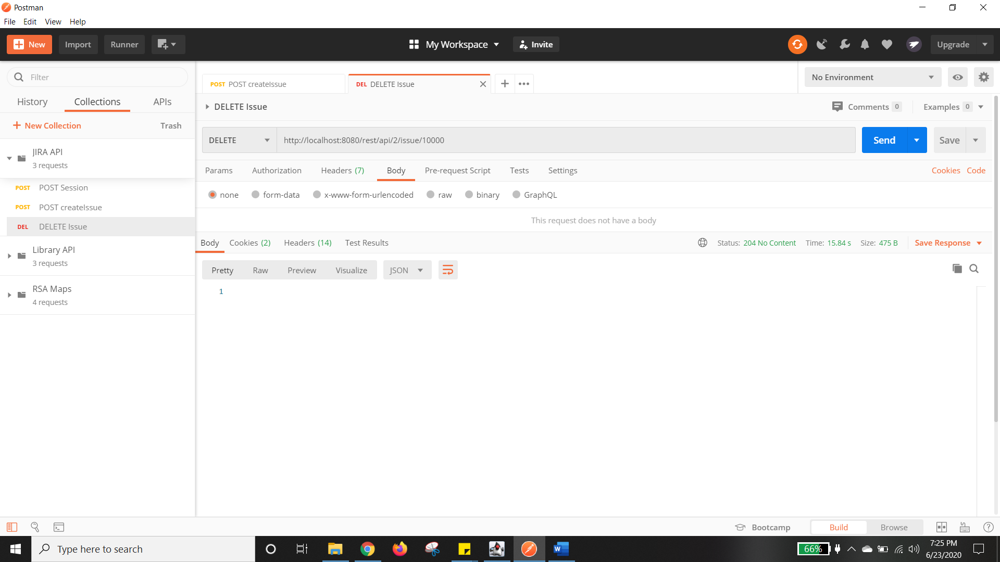 Postman
File Edit View Help
New Import Runner My Workspace Invite Upgrade
Filter
History Collections APIs
New Collection Trash
JIRA API
3 requests
POST POST Session
POST POST createIssue
DEL DELETE Issue
Library API
3 requests
RSA Maps
4 requests
POST POST createIssue DEL DELETE Issue No Environment
DELETE Issue Comments 0 Examples 0
DELETE http://localhost:8080/rest/api/2/issue/10000 Send Save
Params Authorization Headers (7) Body Pre-request Script Tests Settings Cookies Code
none form-data x-www-form-urlencoded raw binary GraphQL
This request does not have a body
Body Cookies (2) Headers (14) Test Results Status: 204 No Content Time: 15.84 s Size: 475 B Save Response
Pretty Raw Preview Visualize JSON
1
Bootcamp Build Browse
Type here to search 66% 7:25 PM
6/23/2020